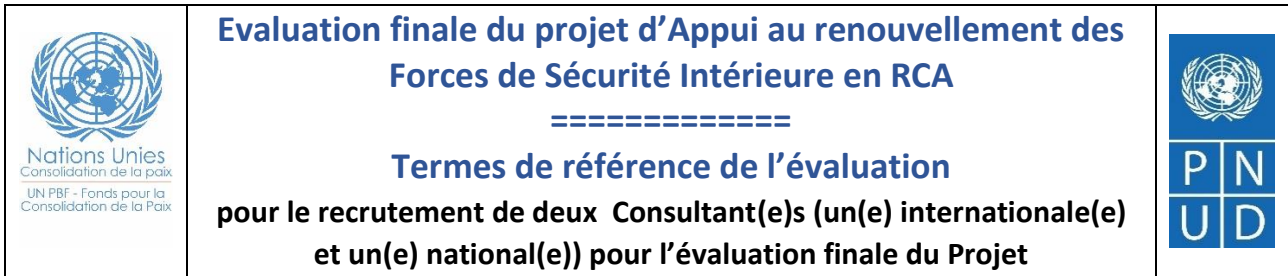 Nations Unies
Consolidation de la paix
UN PBF - Fonds pour la
Consolidation de la Paix
Evaluation finale du projet d’Appui au renouvellement des
Forces de Sécurité Intérieure en RCA
=============
Termes de référence de l’évaluation
pour le recrutement de deux Consultant(e)s (un(e) internationale(e)
et un(e) national(e)) pour l’évaluation finale du Projet
P N
U D